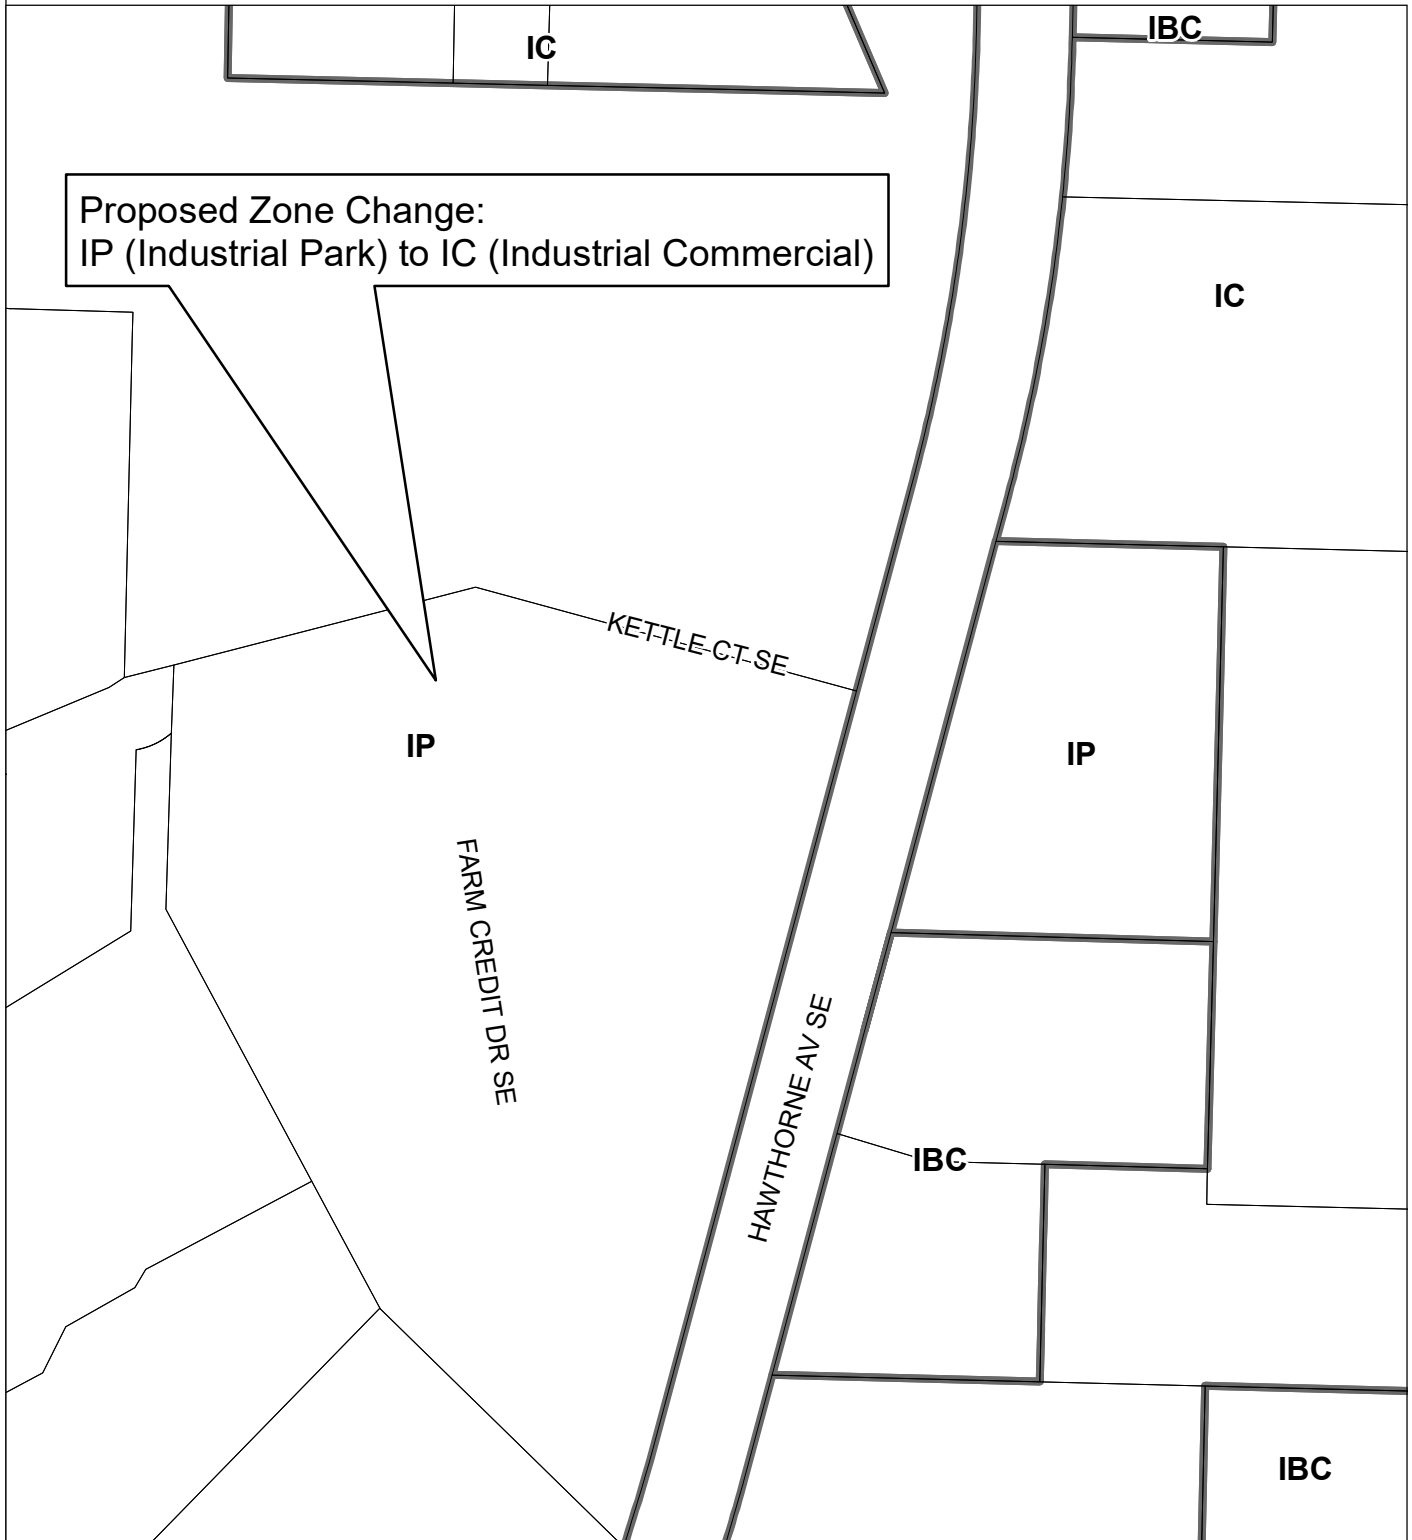 IC
IBC
Proposed Zone Change:
IP (Industrial Park) to IC (Industrial Commercial)
IC
KETTLE CT SE
IP
IP
FARM CREDIT DR SE
HAWTHORNE AV SE
IBC
IBC